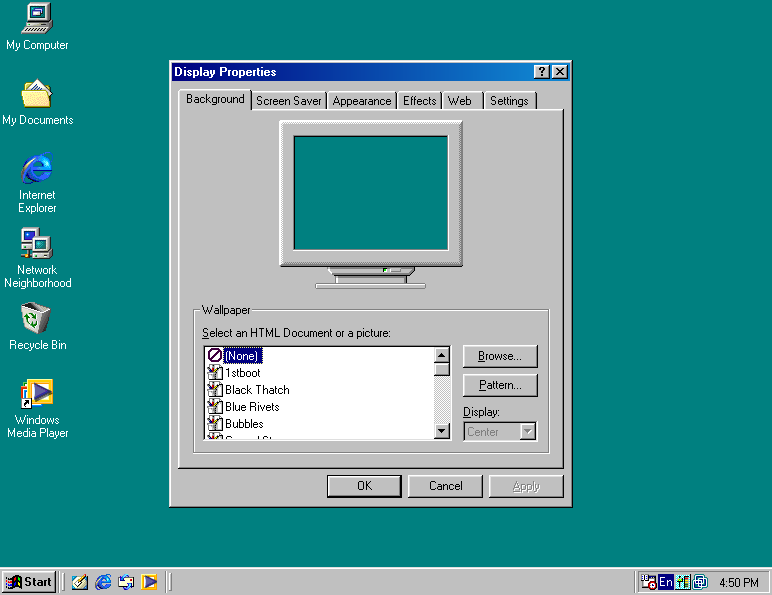 My Computer
My Documents
Internet
Explorer
Network
Neighborhood
Recycle Bin
Windows
Media Player
Display Properties
Background
Screen Saver
Appearance
Effects
Web
Settings
Wallpaper
Select an HTML Document or a picture:
(None)
1stboot
Black Thatch
Blue Rivets
Bubbles
Browse...
Pattern...
Display:
Center
OK
Cancel
Apply
Start
En
4:50 PM